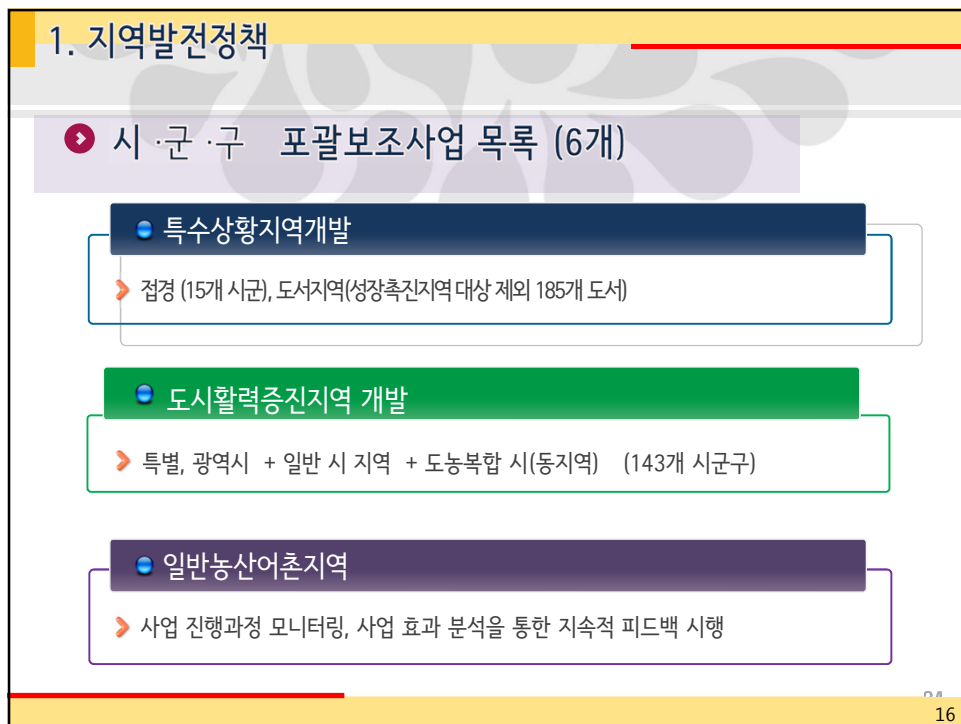 1. 지역발전정책
시 ·군 ·구 포괄보조사업 목록 (6개)
특수상황지역개발
접경 (15개 시군), 도서지역(성장촉진지역 대상 제외 185개 도서)
도시활력증진지역 개발
특별, 광역시 + 일반 시 지역 + 도농복합 시(동지역) (143개 시군구)
일반농산어촌지역
사업 진행과정 모니터링, 사업 효과 분석을 통한 지속적 피드백 시행
16